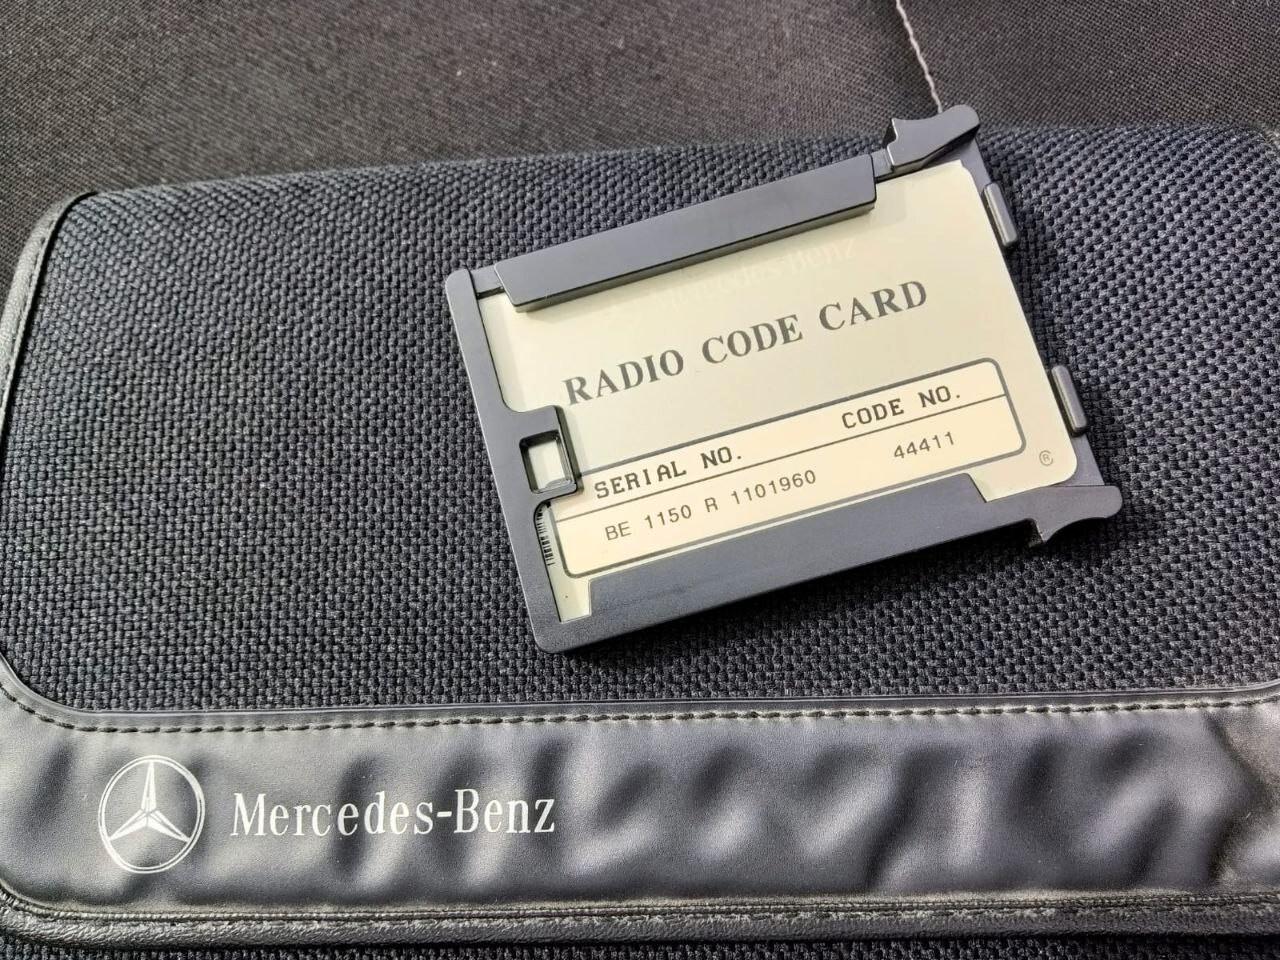 Mercedes-Benz
RADIO CODE CARD
SERIAL NO. CODE NO.
BE 1150 R 1101960 44411
®
Mercedes-Benz